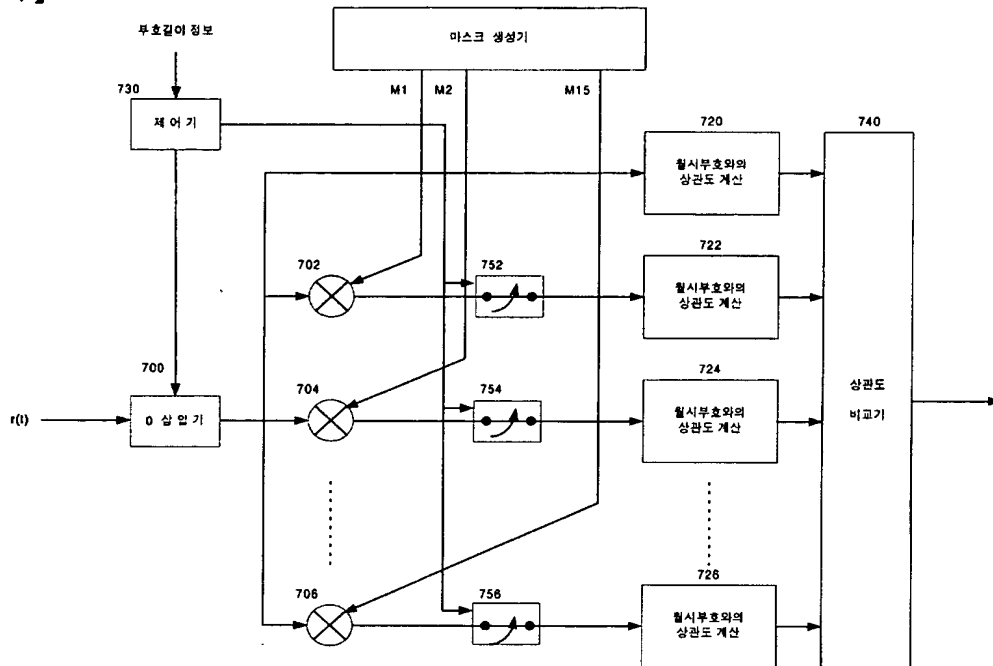 부호길이 정보
마스크 생성기
730
M1
M2
M15
제어기
720
740
월시부호와의
상관도 계산
722
702
752
월시부호와의
상관도 계산
700
704
754
724
r(t)
0 삽입기
월시부호와의
상관도 계산
상관도
비교기
706
756
726
월시부호와의
상관도 계산